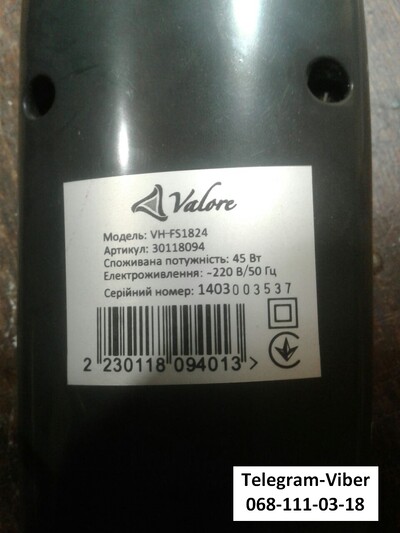 Valore
Модель: VH-FS1824
Артикул: 30118094
Споживана потужність: 45 Вт
Електроживлення: ~220 В/50 Гц
Серійний номер: 1403003537
2 230118 094013 >
Telegram-Viber
068-111-03-18